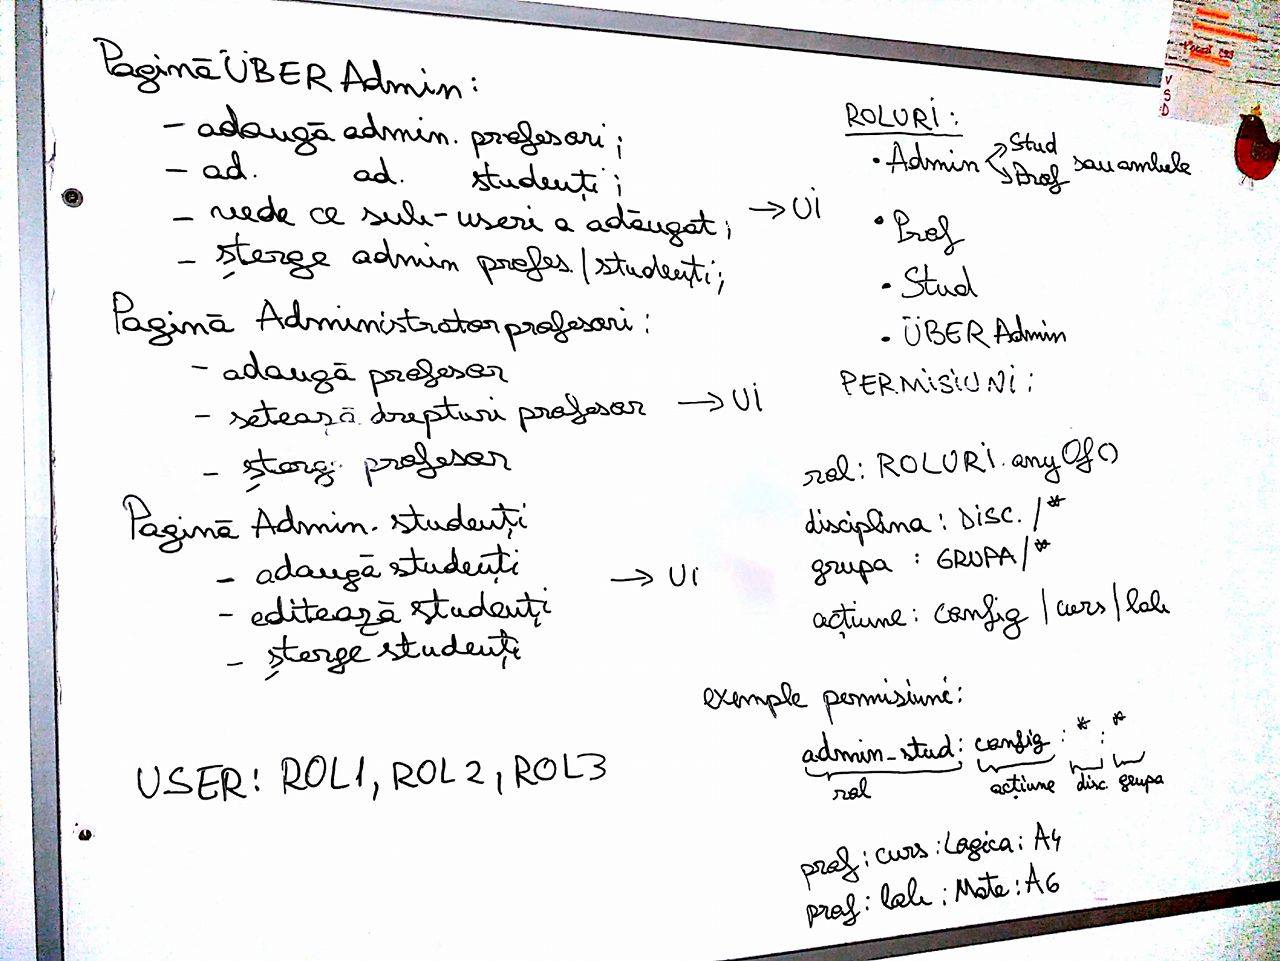 Pagină ÜBER Admin:
- adaugă admin. profesori;
- ad. ad. studenți;
- vede ce sub-useri a adăugat;
→ Ui
- șterge admin profes./studenți;
Pagină Administrator profesori:
- adaugă profesor
- setează drepturi profesor
→ Ui
- șterg. profesor
Pagină Admin. studenți
- adaugă studenți
→ Ui
- editează studenți
- șterge studenți
USER: ROL1, ROL2, ROL3
ROLURI:
• Admin
Stud
Prof
sau ambele
• Prof
• Stud
• ÜBER Admin
PERMISIUNI:
rol: ROLURI.anyOf()
disciplina: DISC./*
grupa: GRUPA/*
acțiune: config/curs/lab
exemple permisiuni:
admin_stud: config: *: *
rol acțiune disc. grupa
prof: curs: Logica: A4
prof: lab: Mate: A6
V
S
D